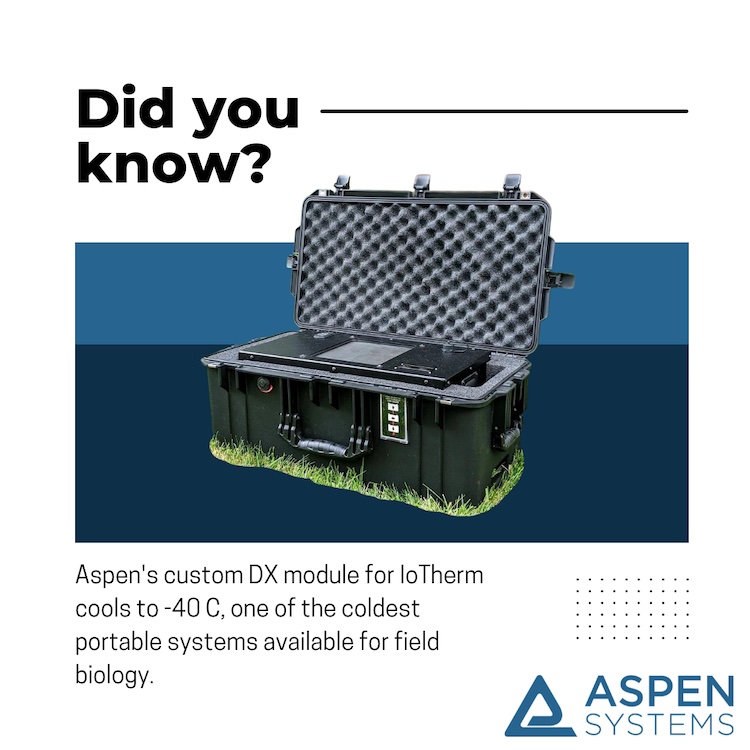 Did you
know?
Aspen's custom DX module for IoTherm
cools to -40 C, one of the coldest
portable systems available for field
biology.
ASPEN
SYSTEMS